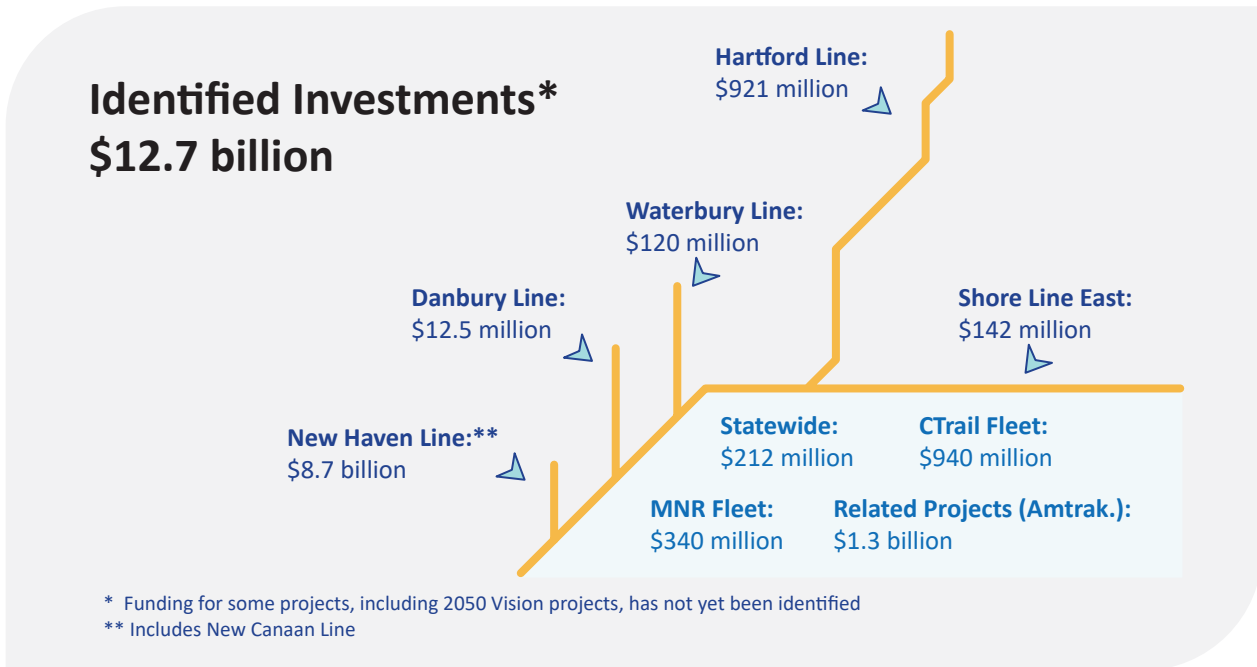 Identified Investments*
$12.7 billion
Hartford Line:
$921 million
Waterbury Line:
$120 million
Danbury Line:
$12.5 million
Shore Line East:
$142 million
New Haven Line:**
$8.7 billion
Statewide:
$212 million
CTrail Fleet:
$940 million
MNR Fleet:
$340 million
Related Projects (Amtrak.):
$1.3 billion
* Funding for some projects, including 2050 Vision projects, has not yet been identified
** Includes New Canaan Line